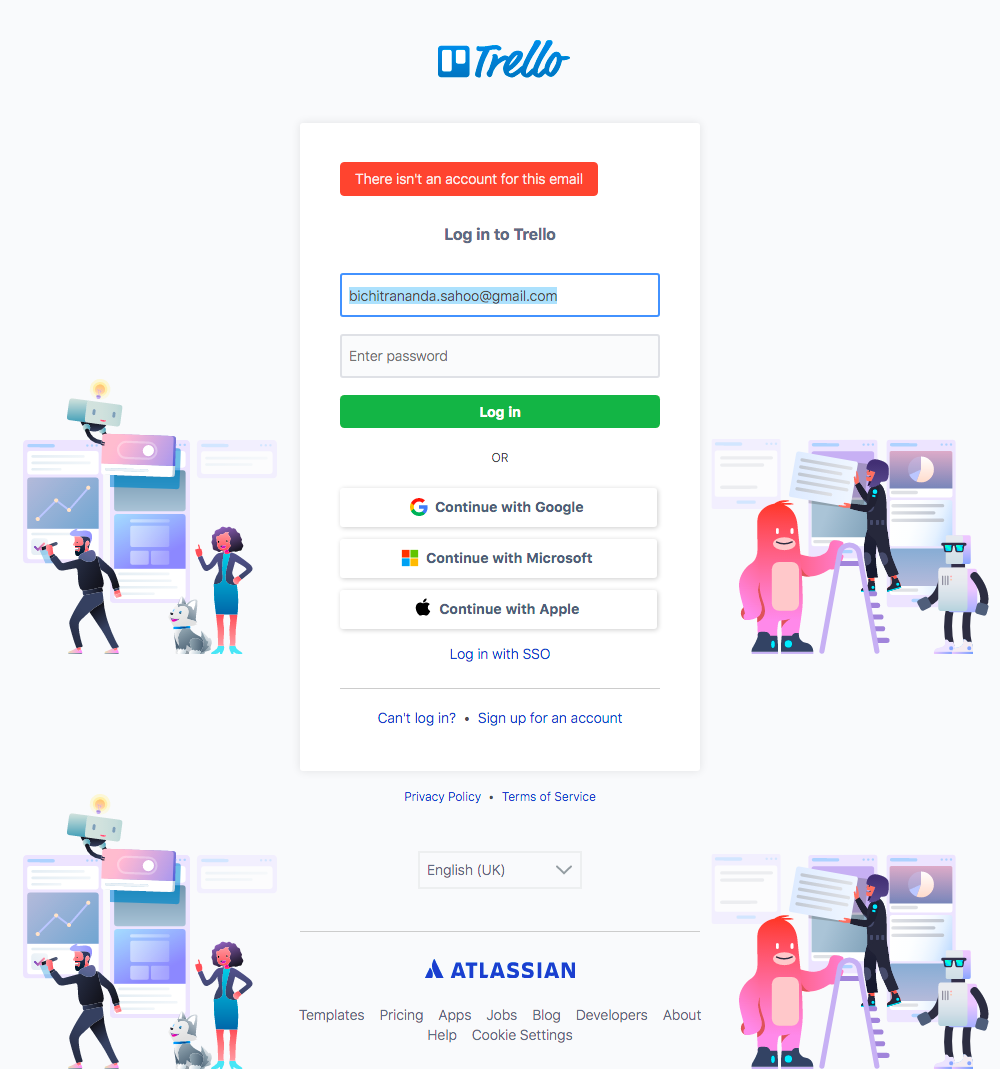 Trello
There isn't an account for this email
Log in to Trello
bichitrananda.sahoo@gmail.com
Enter password
Log in
OR
Continue with Google
Continue with Microsoft
Continue with Apple
Log in with SSO
Can't log in? • Sign up for an account
Privacy Policy • Terms of Service
English (UK)
ATLASSIAN
Templates Pricing Apps Jobs Blog Developers About
Help Cookie Settings